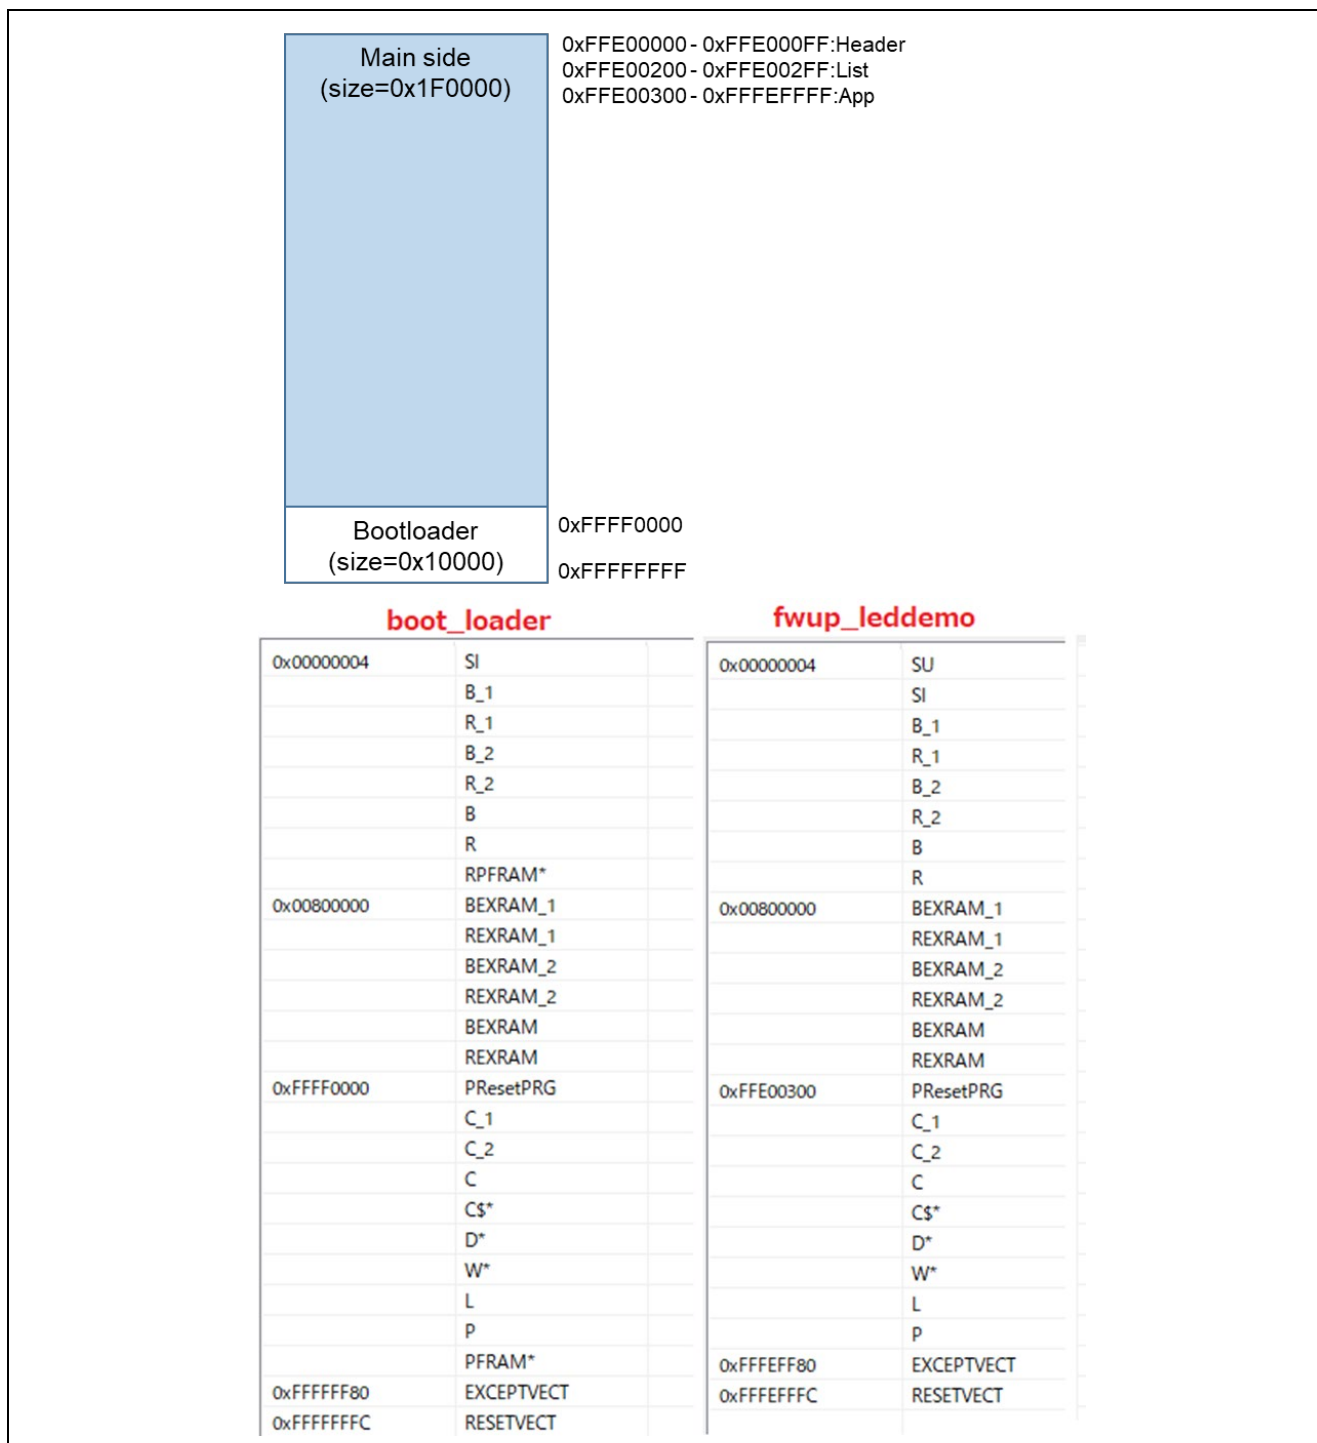 Main side
(size=0x1F0000)
0xFFE00000 - 0xFFE000FF:Header
0xFFE00200 - 0xFFE002FF:List
0xFFE00300 - 0xFFFEFFFF:App
Bootloader
(size=0x10000)
0xFFFF0000
0xFFFFFFFF
boot_loader
0x00000004 SI
B_1
R_1
B_2
R_2
B
R
RPFRAM*
0x00800000 BEXRAM_1
REXRAM_1
BEXRAM_2
REXRAM_2
BEXRAM
REXRAM
0xFFFF0000 PResetPRG
C_1
C_2
C
C$*
D*
W*
L
P
PFRAM*
0xFFFFFF80 EXCEPTVECT
0xFFFFFFFC RESETVECT
fwup_leddemo
0x00000004 SU
SI
B_1
R_1
B_2
R_2
B
R
0x00800000 BEXRAM_1
REXRAM_1
BEXRAM_2
REXRAM_2
BEXRAM
REXRAM
0xFFE00300 PResetPRG
C_1
C_2
C
C$*
D*
W*
L
P
0xFFFEFF80 EXCEPTVECT
0xFFFEFFFC RESETVECT